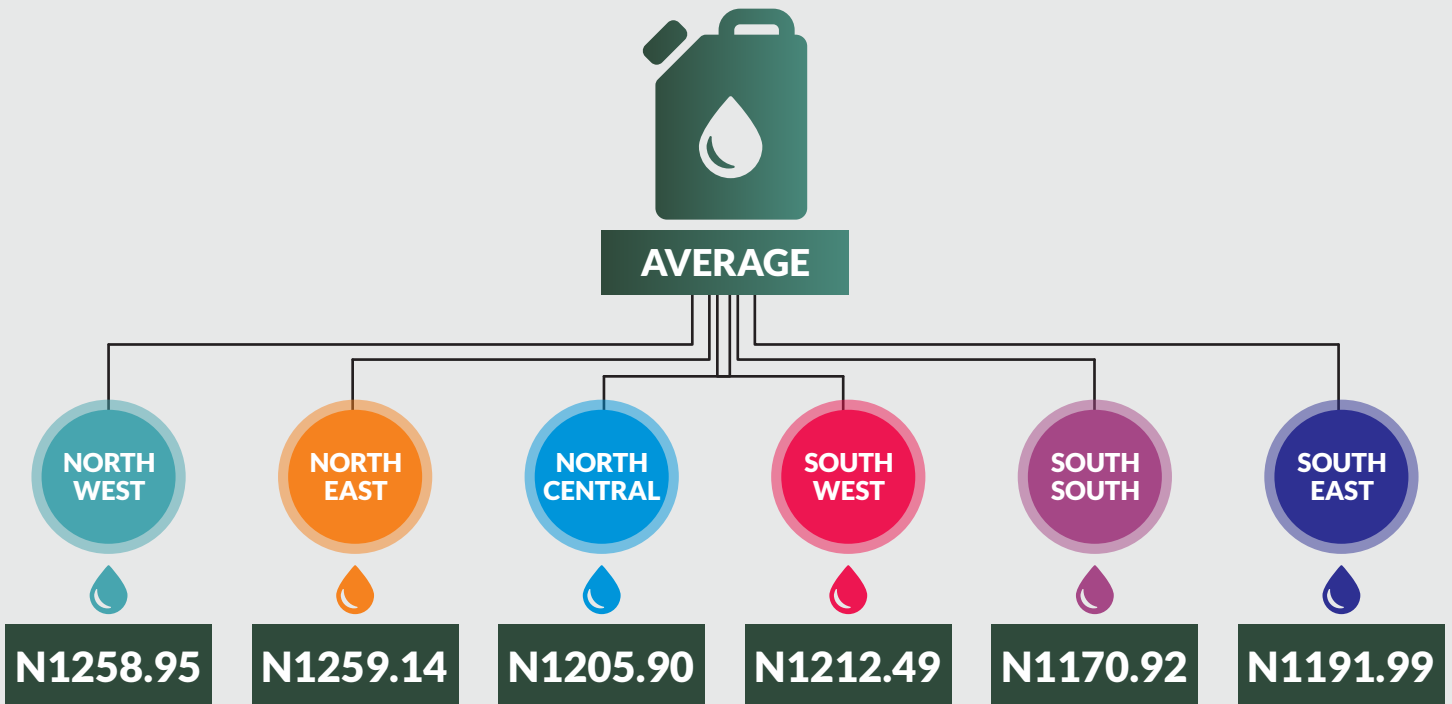 AVERAGE
NORTH
WEST
NORTH
EAST
NORTH
CENTRAL
SOUTH
WEST
SOUTH
SOUTH
SOUTH
EAST
N1258.95
N1259.14
N1205.90
N1212.49
N1170.92
N1191.99